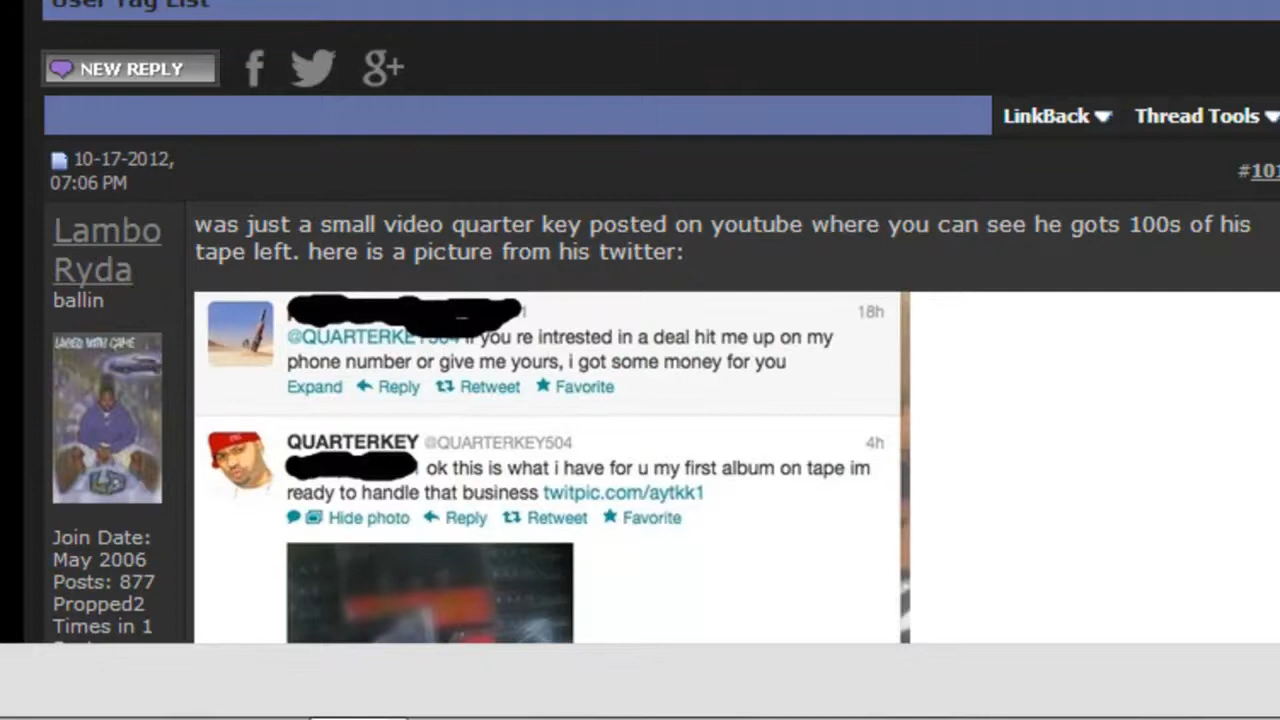 User Tag List
NEW REPLY
f
g+
LinkBack
Thread Tools
10-17-2012,
07:06 PM
#101
Lambo
Ryda
ballin
LACED WITH GAME
Join Date:
May 2006
Posts: 877
Propped2
Times in 1
was just a small video quarter key posted on youtube where you can see he gots 100s of his
tape left. here is a picture from his twitter:
18h
you re intrested in a deal hit me up on my
phone number or give me yours, i got some money for you
Expand Reply Retweet Favorite
QUARTERKEY @QUARTERKEY504 4h
ok this is what i have for u my first album on tape im
ready to handle that business twitpic.com/aytkk1
Hide photo Reply Retweet Favorite